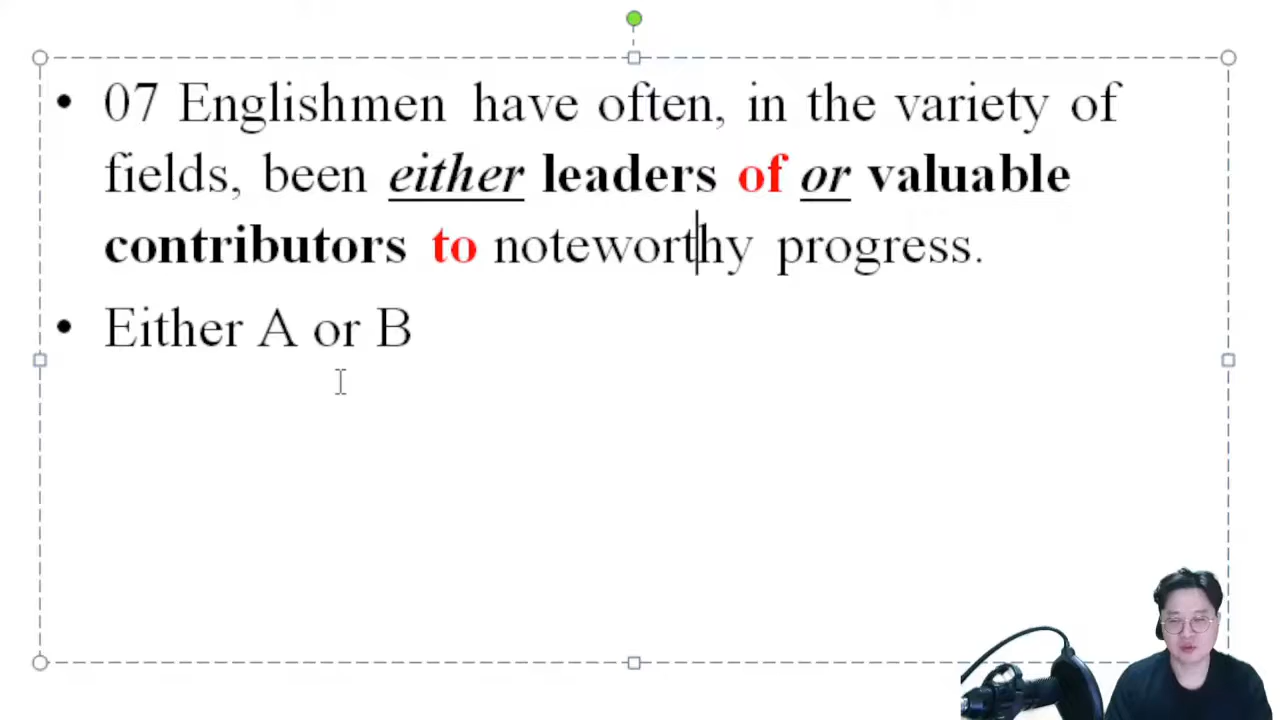 • 07 Englishmen have often, in the variety of
fields, been either leaders of or valuable
contributors to noteworthy progress.
• Either A or B